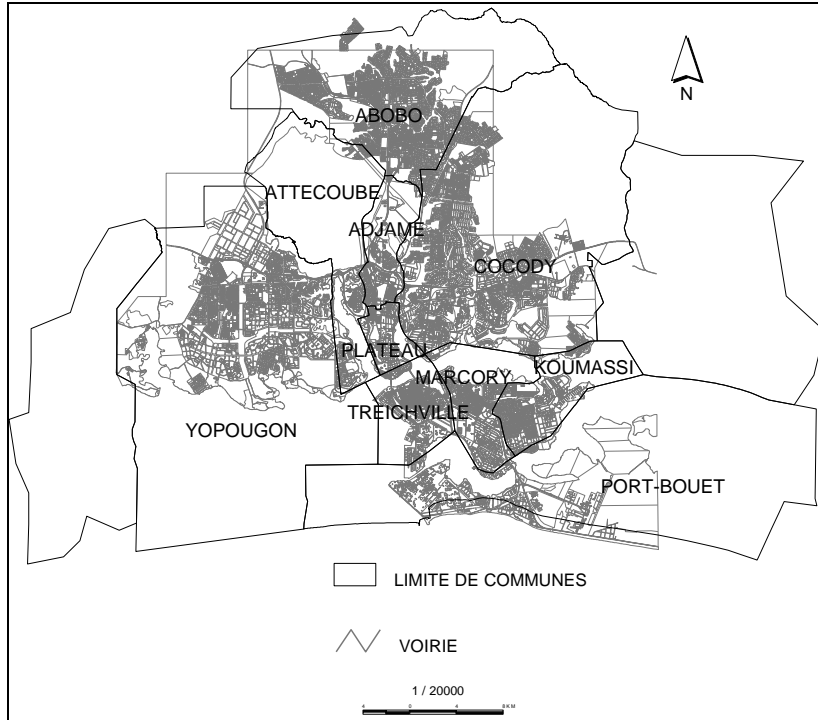 N
ABOBO
ATTECOUBE
ADJAME
COCODY
PLATEAU
MARCORY
KOUMASSI
TREICHVILLE
YOPOUGON
PORT-BOUET
LIMITE DE COMMUNES
VOIRIE
1 / 20000
4 0 4 8 KM